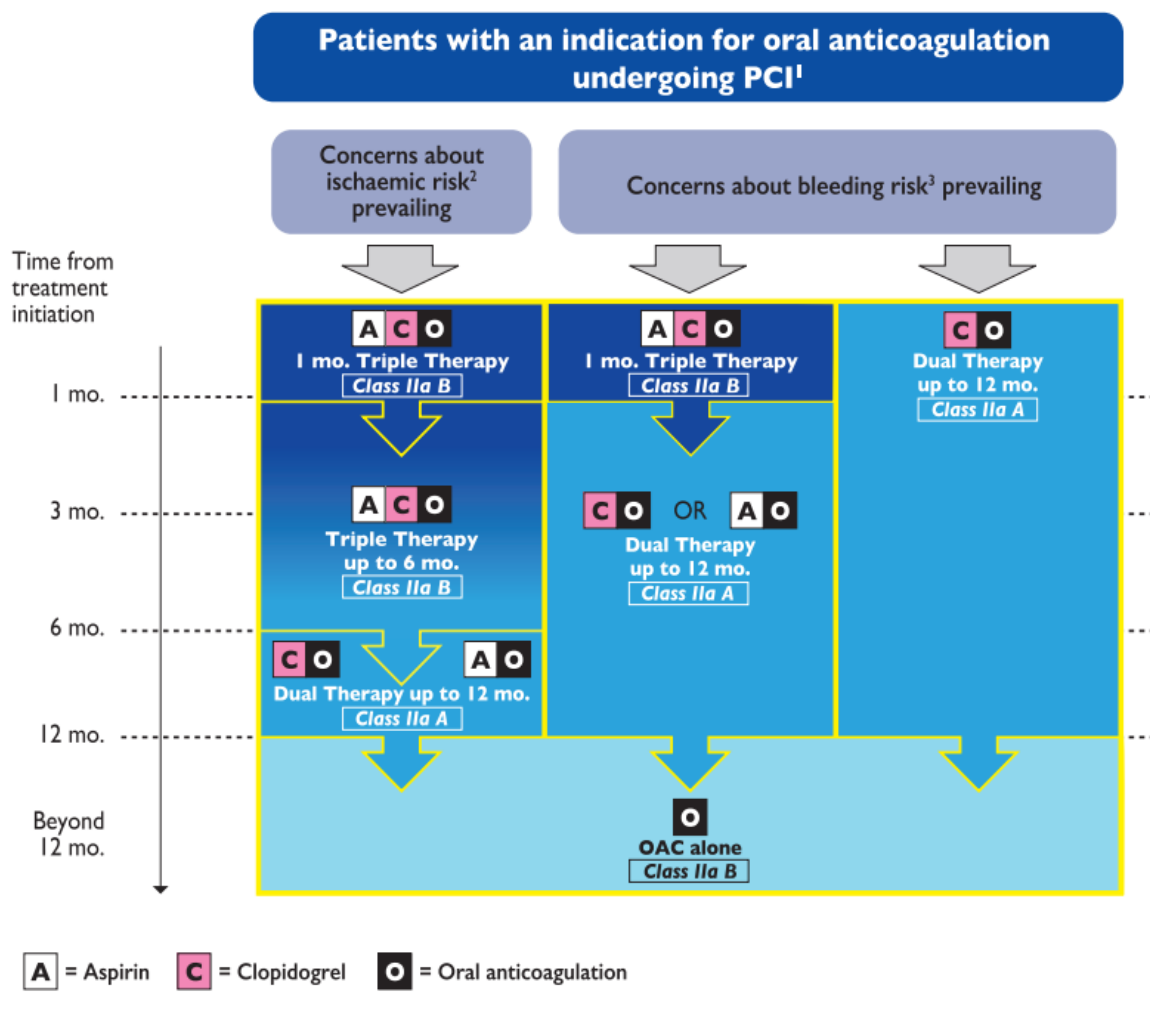 Patients with an indication for oral anticoagulation
undergoing PCI¹
Concerns about
ischaemic risk²
prevailing
Concerns about bleeding risk³ prevailing
Time from
treatment
initiation
A C O
1 mo. Triple Therapy
Class IIa B
A C O
1 mo. Triple Therapy
Class IIa B
C O
Dual Therapy
up to 12 mo.
Class IIa A
1 mo.
A C O
Triple Therapy
up to 6 mo.
Class IIa B
C O OR A O
Dual Therapy
up to 12 mo.
Class IIa A
3 mo.
6 mo.
C O A O
Dual Therapy up to 12 mo.
Class IIa A
12 mo.
Beyond
12 mo.
O
OAC alone
Class IIa B
A = Aspirin C = Clopidogrel O = Oral anticoagulation